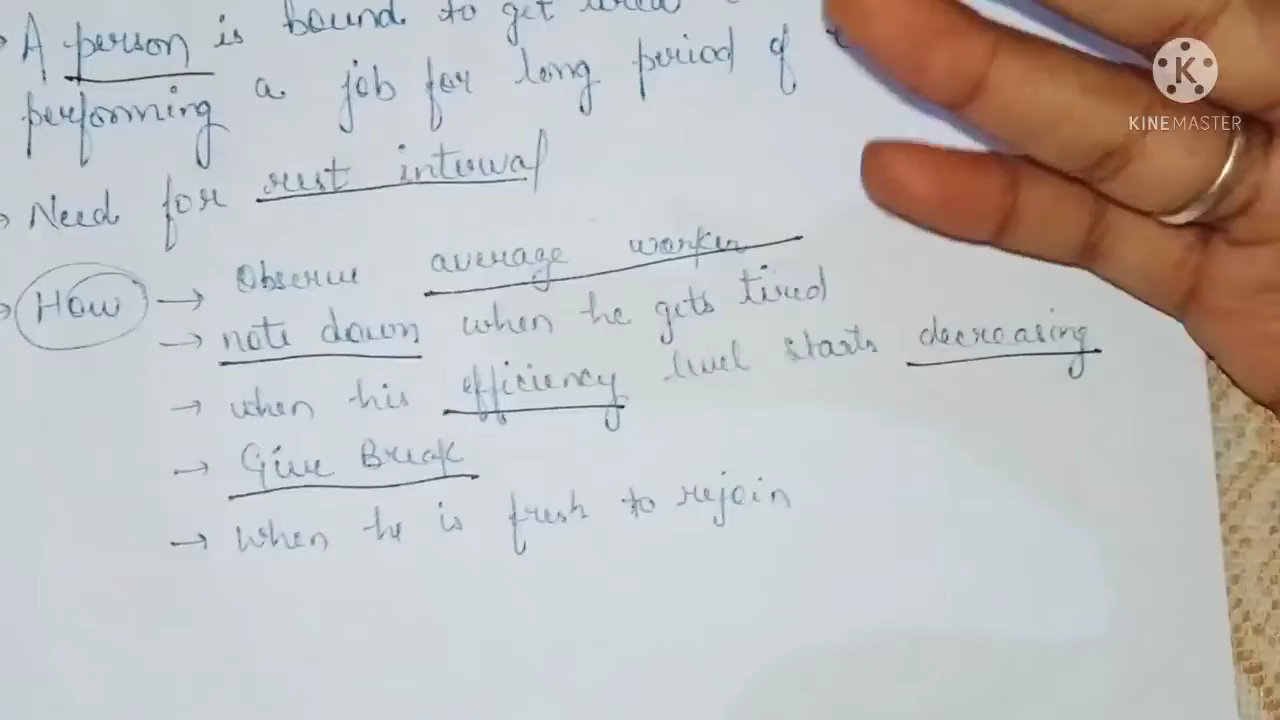 A person is bound to get tired
performing a job for long period of
Need for rest interval
How → Observe average worker
→ note down when he gets tired
→ when his efficiency level starts decreasing
→ Give Break
→ When he is fresh to rejoin
KINEMASTER